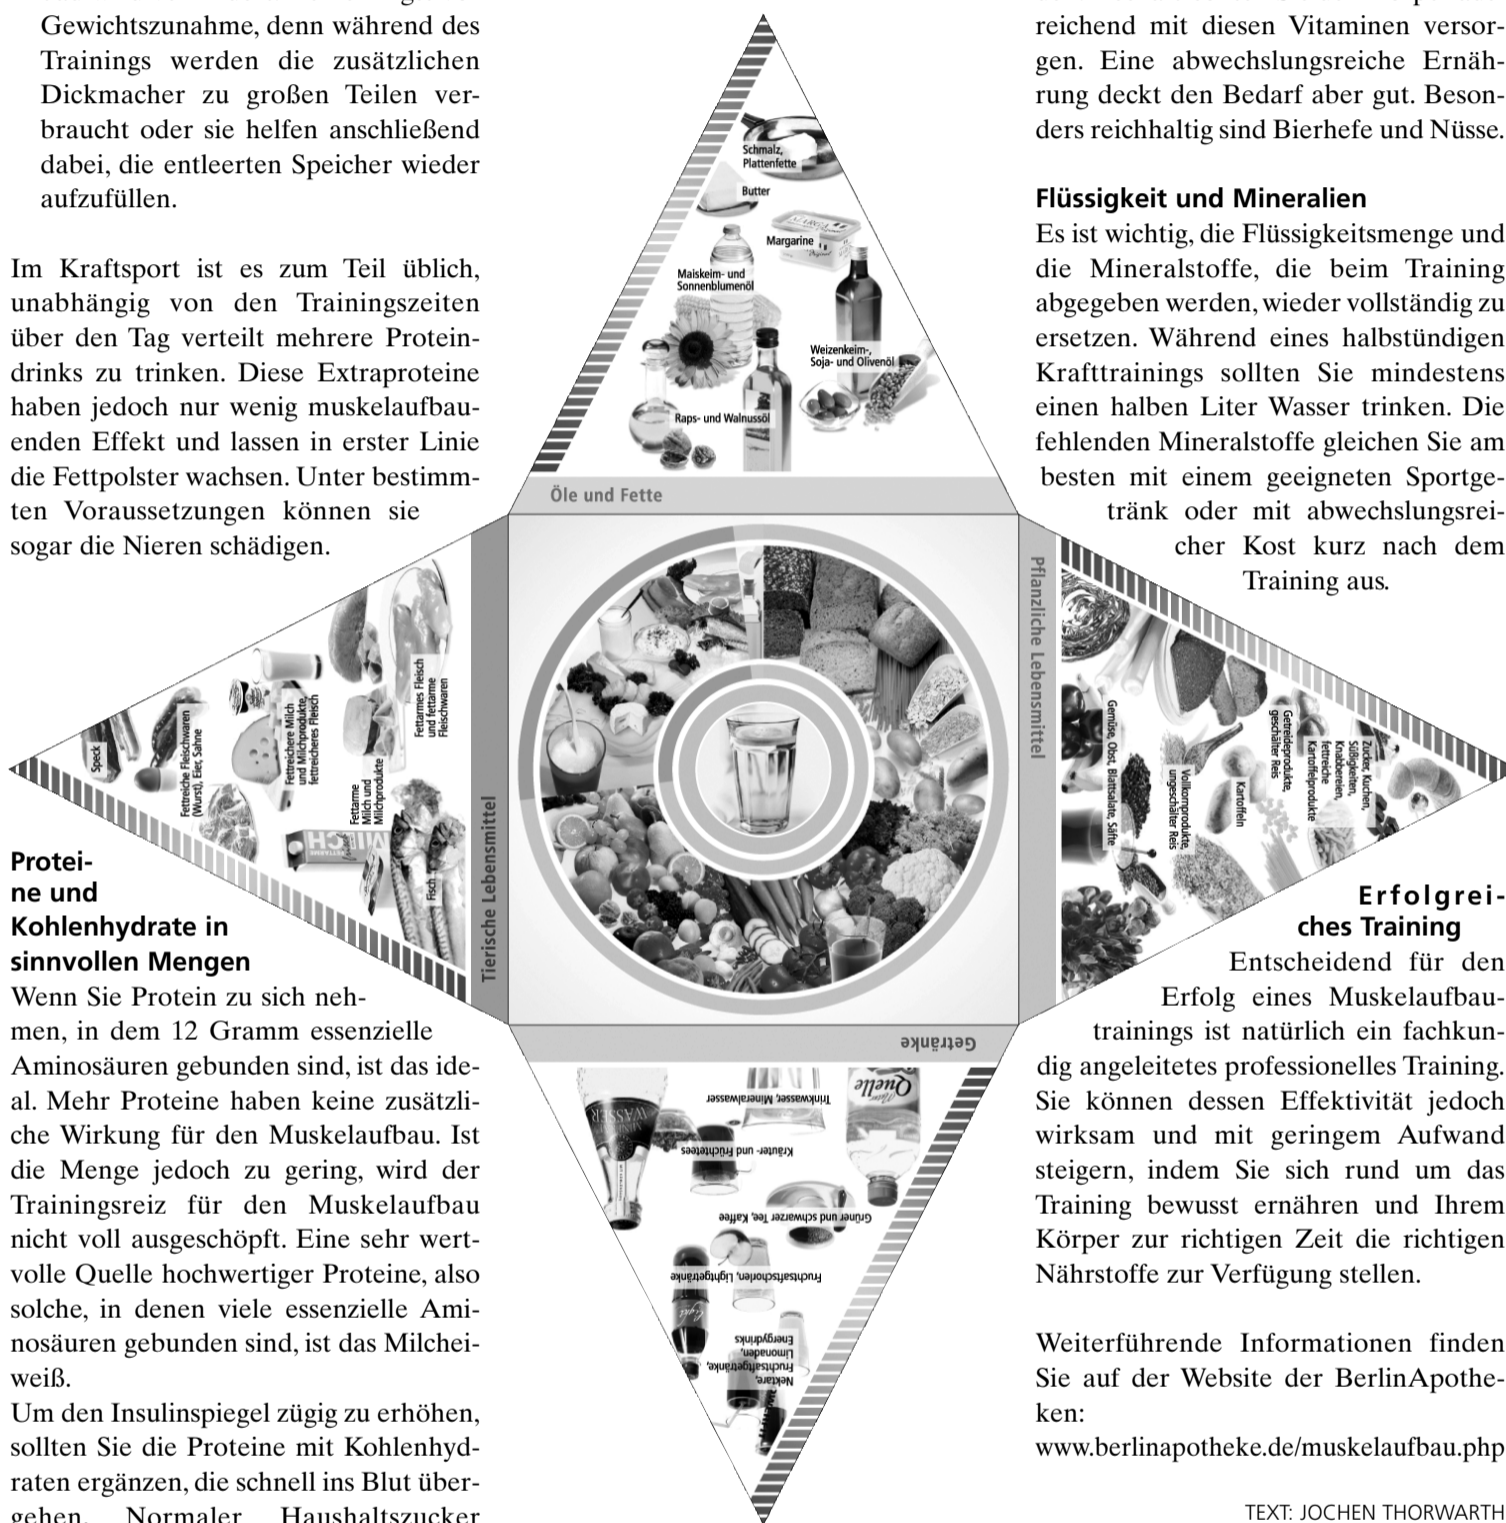 Gewichtszunahme, denn während des
Trainings werden die zusätzlichen
Dickmacher zu großen Teilen ver-
braucht oder sie helfen anschließend
dabei, die entleerten Speicher wieder
aufzufüllen.
Im Kraftsport ist es zum Teil üblich,
unabhängig von den Trainingszeiten
über den Tag verteilt mehrere Protein-
drinks zu trinken. Diese Extraproteine
haben jedoch nur wenig muskelaufbau-
enden Effekt und lassen in erster Linie
die Fettpolster wachsen. Unter bestimm-
ten Voraussetzungen können sie
sogar die Nieren schädigen.
Protei-
ne und
Kohlenhydrate in
sinnvollen Mengen
Wenn Sie Protein zu sich neh-
men, in dem 12 Gramm essenzielle
Aminosäuren gebunden sind, ist das ide-
al. Mehr Proteine haben keine zusätzli-
che Wirkung für den Muskelaufbau. Ist
die Menge jedoch zu gering, wird der
Trainingsreiz für den Muskelaufbau
nicht voll ausgeschöpft. Eine sehr wert-
volle Quelle hochwertiger Proteine, also
solche, in denen viele essenzielle Ami-
nosäuren gebunden sind, ist das Milchei-
weiß.
Um den Insulinspiegel zügig zu erhöhen,
sollten Sie die Proteine mit Kohlenhyd-
raten ergänzen, die schnell ins Blut über-
gehen. Normaler Haushaltszucker
Schmalz,
Plattenfette
Butter
Margarine
Maiskeim- und
Sonnenblumenöl
Weizenkeim-,
Soja- und Olivenöl
Raps- und Walnussöl
Öle und Fette
Speck
Fettreiche Fleischwaren
(Wurst), Eier, Sahne
Fettreichere Milch
und Milchprodukte,
fettreicheres Fleisch
Fettarme
Milch und
Milchprodukte
Fettarmes Fleisch
und fettarme
Fleischwaren
Fisch
MILCH
Tierische Lebensmittel
Pflanzliche Lebensmittel
Gemüse, Obst, Blattsalate, Säfte
Vollkornprodukte,
ungeschälter Reis
Kartoffeln
Getreideprodukte,
geschälter Reis
Zucker, Kuchen,
Süßigkeiten,
Knabbereien,
fettreiche
Kartoffelprodukte
Getränke
Quelle
WASSER
Trinkwasser, Mineralwasser
Kräuter- und Früchtetees
Grüner und schwarzer Tee, Kaffee
Fruchtsaftschorlen, Lightgetränke
Nektare,
Fruchtsaftgetränke,
Limonaden,
Energydrinks
reichend mit diesen Vitaminen versor-
gen. Eine abwechslungsreiche Ernäh-
rung deckt den Bedarf aber gut. Beson-
ders reichhaltig sind Bierhefe und Nüsse.
Flüssigkeit und Mineralien
Es ist wichtig, die Flüssigkeitsmenge und
die Mineralstoffe, die beim Training
abgegeben werden, wieder vollständig zu
ersetzen. Während eines halbstündigen
Krafttrainings sollten Sie mindestens
einen halben Liter Wasser trinken. Die
fehlenden Mineralstoffe gleichen Sie am
besten mit einem geeigneten Sportge-
tränk oder mit abwechslungsrei-
cher Kost kurz nach dem
Training aus.
Erfolgrei-
ches Training
Entscheidend für den
Erfolg eines Muskelaufbau-
trainings ist natürlich ein fachkun-
dig angeleitetes professionelles Training.
Sie können dessen Effektivität jedoch
wirksam und mit geringem Aufwand
steigern, indem Sie sich rund um das
Training bewusst ernähren und Ihrem
Körper zur richtigen Zeit die richtigen
Nährstoffe zur Verfügung stellen.
Weiterführende Informationen finden
Sie auf der Website der BerlinApothe-
ken:
www.berlinapotheke.de/muskelaufbau.php
TEXT: JOCHEN THORWARTH